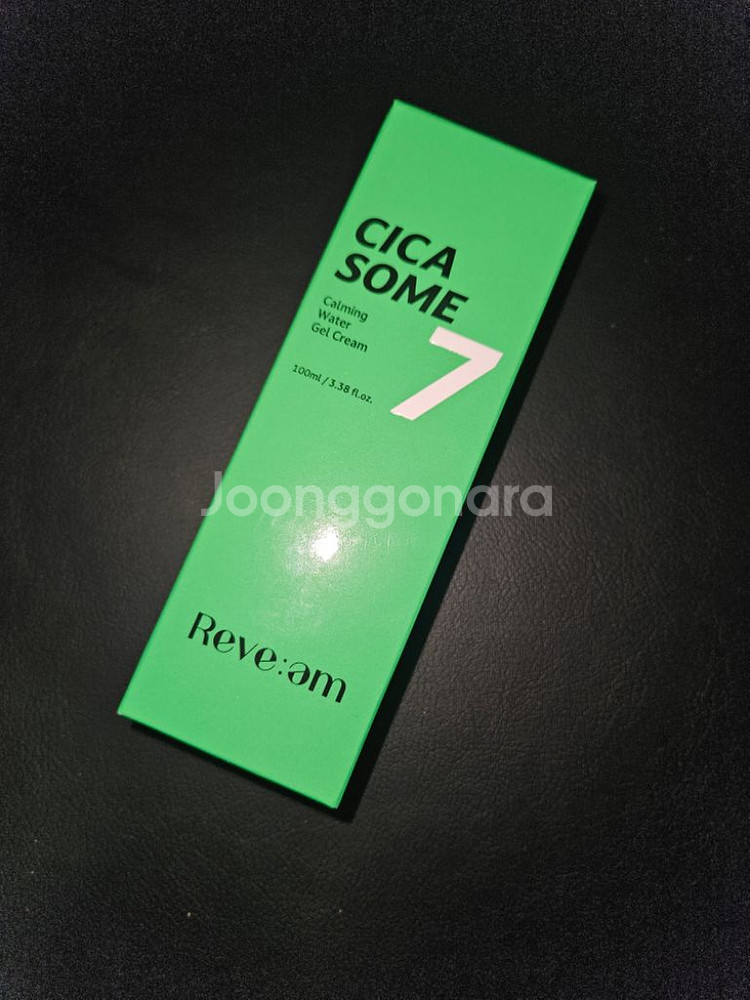 CICA
SOME
7
Calming
Water
Gel Cream
100ml / 3.38 fl.oz.
Joonggonara
Reve:am